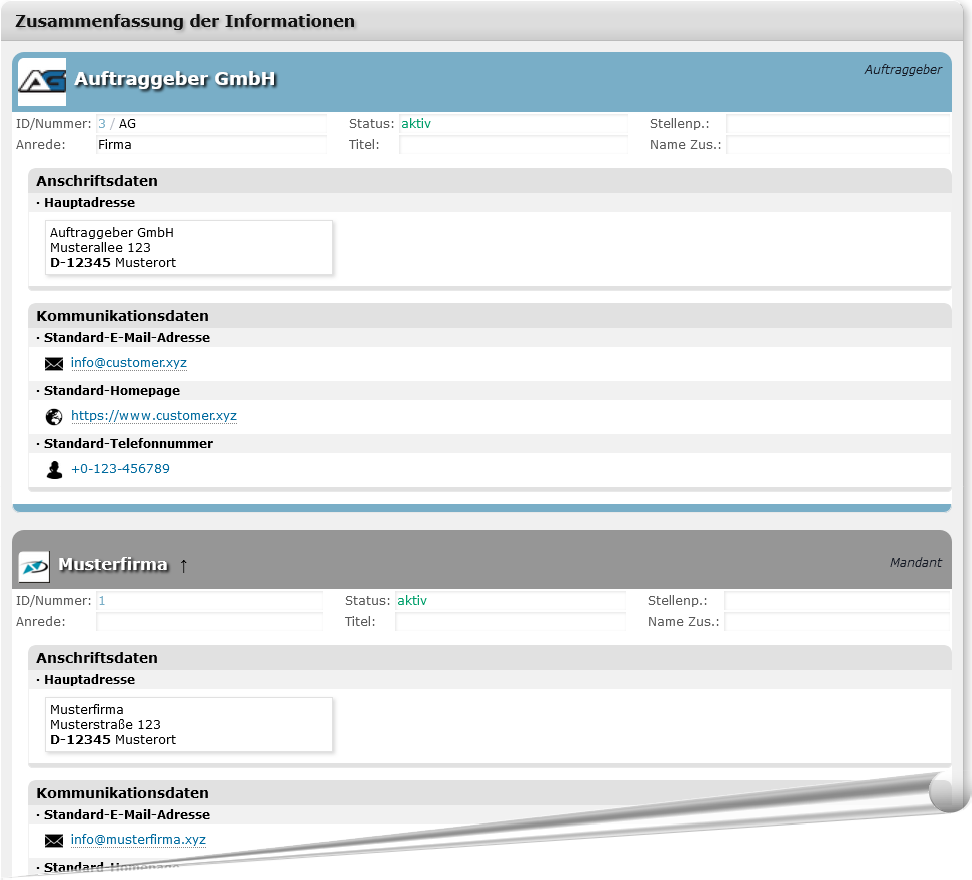 Zusammenfassung der Informationen
AG Auftraggeber GmbH Auftraggeber
ID/Nummer: 3 / AG Status: aktiv Stellenp.:
Anrede: Firma Titel: Name Zus.:
Anschriftsdaten
· Hauptadresse
Auftraggeber GmbH
Musterallee 123
D-12345 Musterort
Kommunikationsdaten
· Standard-E-Mail-Adresse
info@customer.xyz
· Standard-Homepage
https://www.customer.xyz
· Standard-Telefonnummer
+0-123-456789
Musterfirma ↑ Mandant
ID/Nummer: 1 Status: aktiv Stellenp.:
Anrede: Titel: Name Zus.:
Anschriftsdaten
· Hauptadresse
Musterfirma
Musterstraße 123
D-12345 Musterort
Kommunikationsdaten
· Standard-E-Mail-Adresse
info@musterfirma.xyz
· Standard-Homepage